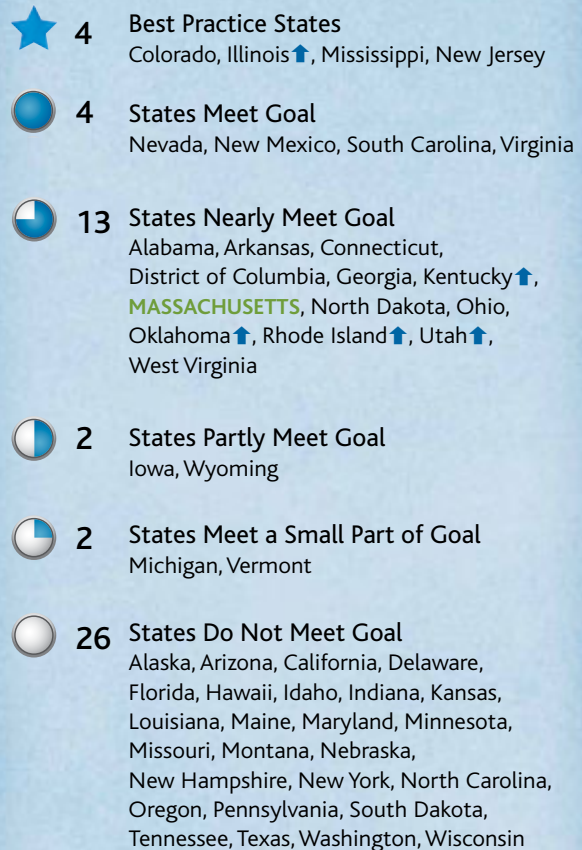 4 Best Practice States
Colorado, Illinois⬆, Mississippi, New Jersey
4 States Meet Goal
Nevada, New Mexico, South Carolina, Virginia
13 States Nearly Meet Goal
Alabama, Arkansas, Connecticut,
District of Columbia, Georgia, Kentucky⬆,
MASSACHUSETTS, North Dakota, Ohio,
Oklahoma⬆, Rhode Island⬆, Utah⬆,
West Virginia
2 States Partly Meet Goal
Iowa, Wyoming
2 States Meet a Small Part of Goal
Michigan, Vermont
26 States Do Not Meet Goal
Alaska, Arizona, California, Delaware,
Florida, Hawaii, Idaho, Indiana, Kansas,
Louisiana, Maine, Maryland, Minnesota,
Missouri, Montana, Nebraska,
New Hampshire, New York, North Carolina,
Oregon, Pennsylvania, South Dakota,
Tennessee, Texas, Washington, Wisconsin